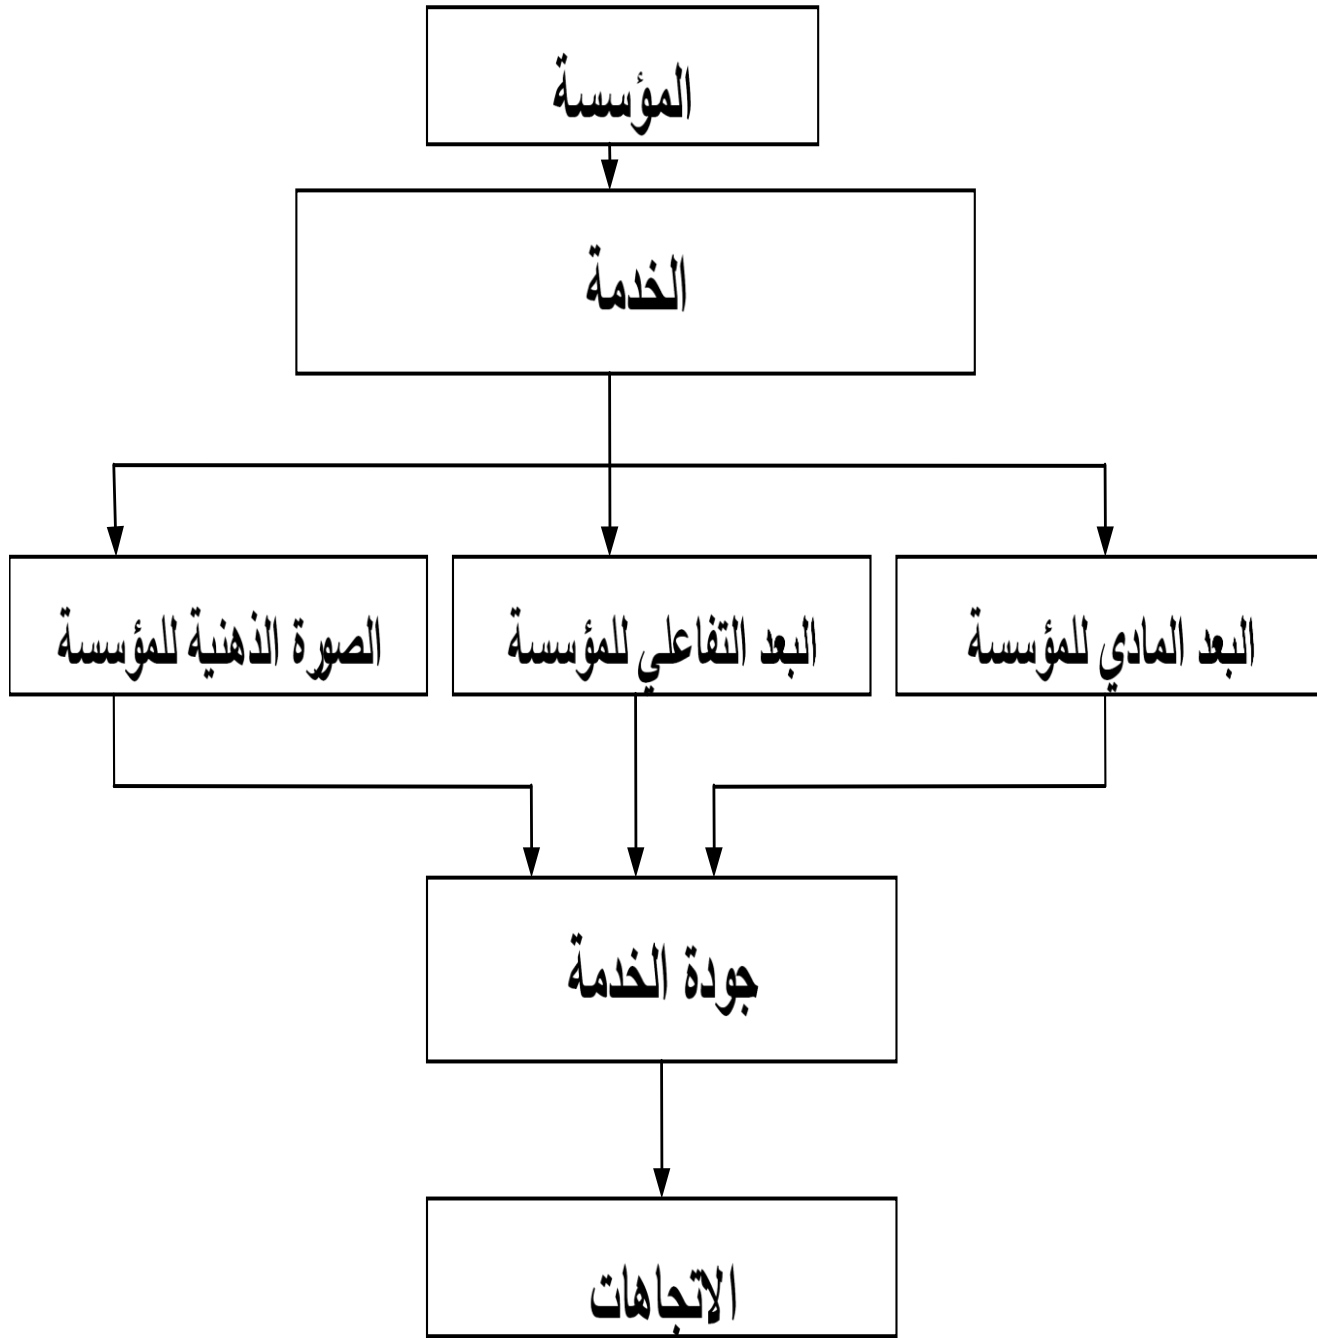 المؤسسة
الخدمة
البعد المادي للمؤسسة
البعد التفاعلي للمؤسسة
الصورة الذهنية للمؤسسة
جودة الخدمة
الاتجاهات